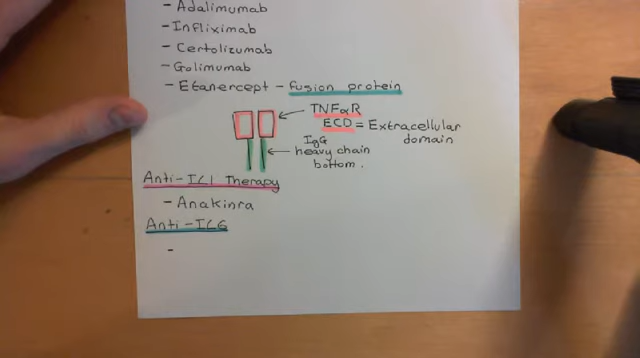 - Adalimumab
- Infliximab
- Certolizumab
- Golimumab
- Etanercept - fusion protein
TNFαR
ECD = Extracellular domain
IgG
heavy chain
bottom.
Anti-IL1 Therapy
- Anakinra
Anti-IL6
-